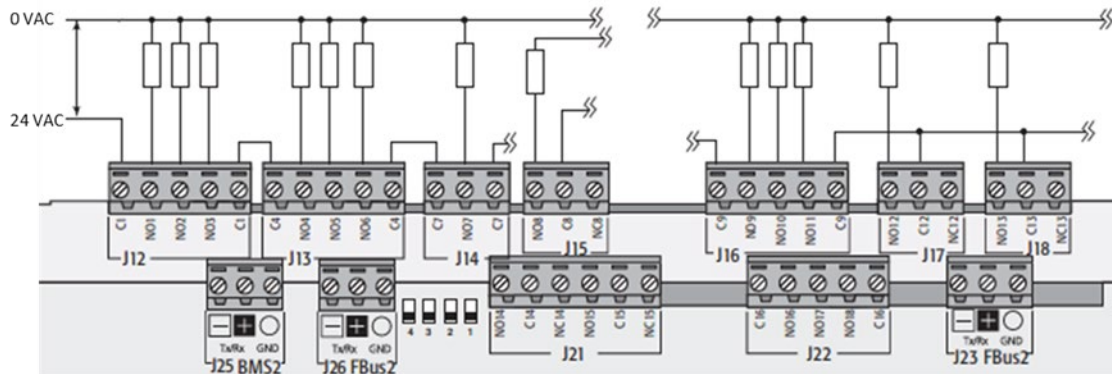 0 VAC
24 VAC
C1 NO1 NO2 NO3 C1
C4 NO4 NO5 NO6 C4
C7 NO7 C7
NO8 C8 NC8
C9 NO9 NO10 NO11 C9
NO12 C12 NC12
NO13 C13 NC13
J12 J13 J14 J15 J16 J17 J18
4 3 2 1
NO14 C14 NC14 NO15 C15 NC15
C16 NO16 NO17 NO18 C16
Tx/Rx GND
Tx/Rx GND
Tx/Rx GND
J25 BMS2
J26 FBus2
J21
J22
J23 FBus2